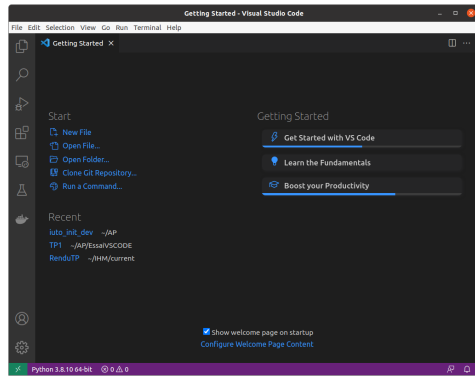 Getting Started - Visual Studio Code
File Edit Selection View Go Run Terminal Help
Getting Started
Start
New File
Open File...
Open Folder...
Clone Git Repository...
Run a Command...
Recent
iuto_init_dev ~/AP
TP1 ~/AP/EssaiVSCODE
RenduTP ~/IHM/current
Getting Started
Get Started with VS Code
Learn the Fundamentals
Boost your Productivity
Show welcome page on startup
Configure Welcome Page Content
Python 3.8.10 64-bit 0 0